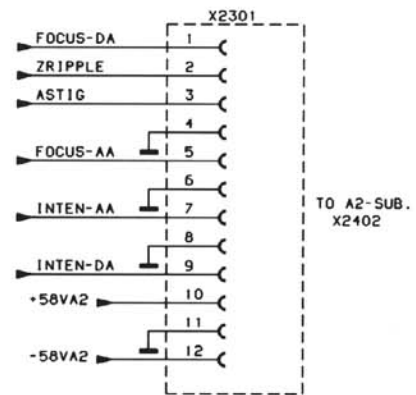 X2301
FOCUS-DA 1
ZRIPPLE 2
ASTIG 3
4
FOCUS-AA 5
6
INTEN-AA 7
TO A2-SUB.
X2402
8
INTEN-DA 9
+58VA2 10
11
-58VA2 12